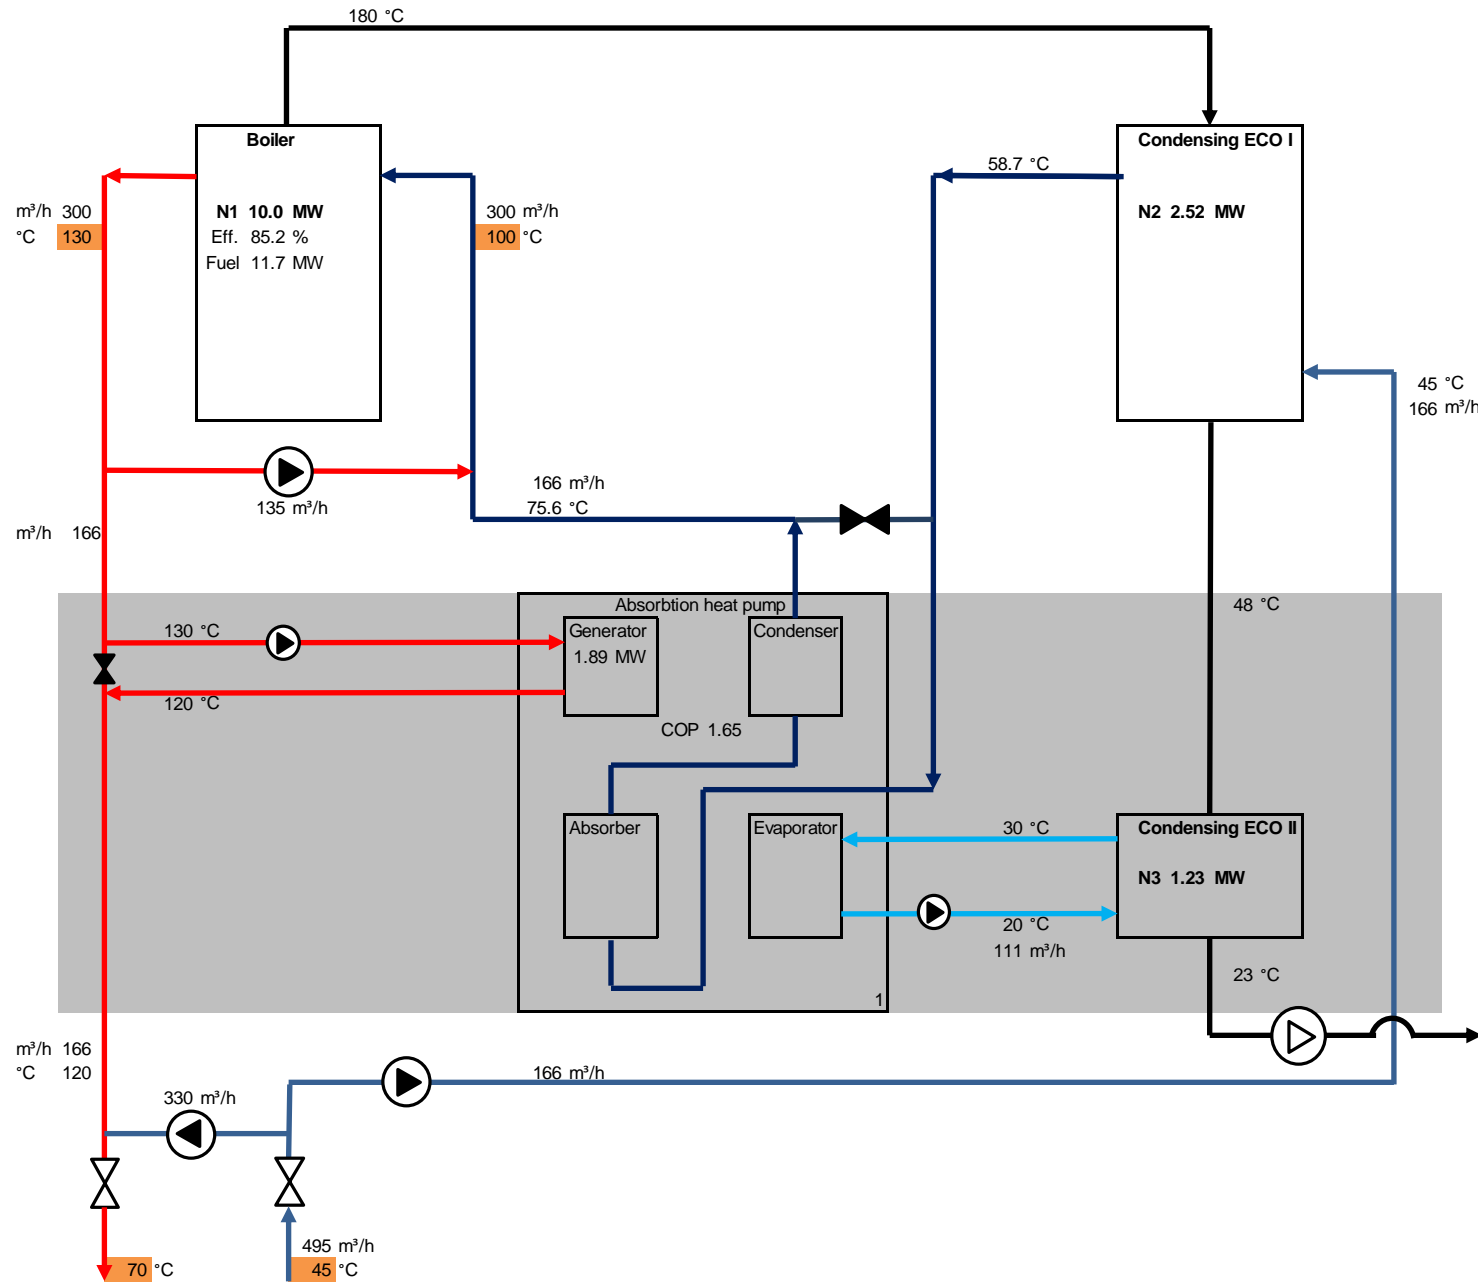 180 °C
Boiler
Condensing ECO I
58.7 °C
m³/h 300
N1 10.0 MW
300 m³/h
N2 2.52 MW
°C 130
Eff. 85.2 %
100 °C
Fuel 11.7 MW
45 °C
166 m³/h
166 m³/h
135 m³/h
75.6 °C
m³/h 166
Absorbtion heat pump
48 °C
130 °C
Generator
Condenser
1.89 MW
120 °C
COP 1.65
Absorber
Evaporator
30 °C
Condensing ECO II
N3 1.23 MW
20 °C
111 m³/h
23 °C
1
m³/h 166
°C 120
166 m³/h
330 m³/h
495 m³/h
70 °C
45 °C